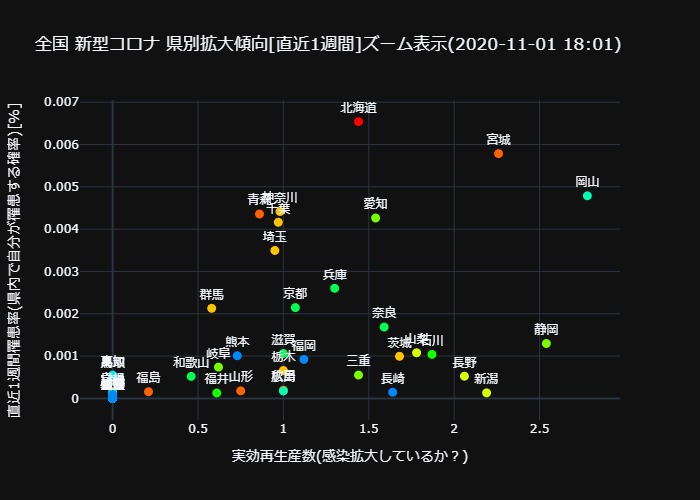 全国 新型コロナ 県別拡大傾向[直近1週間]ズーム表示(2020-11-01 18:01)
直近1週間罹患率(県内で自分が罹患する確率)[%]
0.007
0.006
0.005
0.004
0.003
0.002
0.001
0
北海道
宮城
岡山
青森
神奈川
千葉
愛知
埼玉
兵庫
群馬
京都
奈良
静岡
熊本
滋賀
福岡
茨城
山梨
石川
岐阜
栃木
和歌山
三重
長野
福島
福井
山形
長崎
新潟
0
0.5
1
1.5
2
2.5
実効再生産数(感染拡大しているか？)